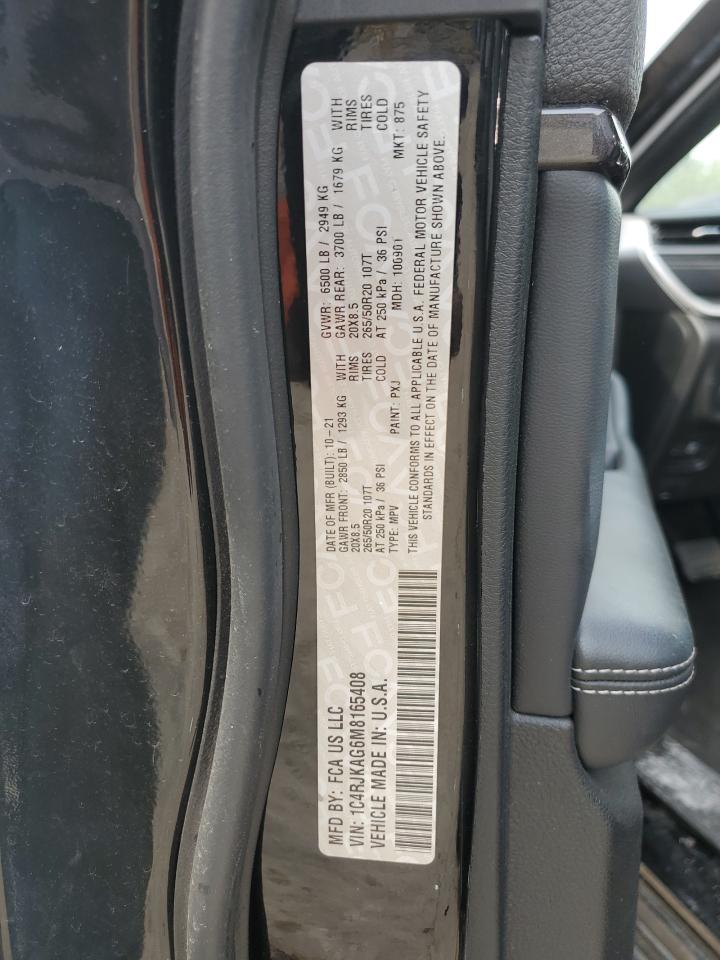 MFD BY: FCA US LLC
VIN: 1C4RJKAG6M8165408
VEHICLE MADE IN: U.S.A.
DATE OF MFR (BUILT): 10-21 GVWR: 6500 LB / 2949 KG
GAWR FRONT: 2850 LB / 1293 KG WITH GAWR REAR: 3700 LB / 1679 KG WITH
20X8.5 RIMS 20X8.5 RIMS
265/50R20 107T TIRES 265/50R20 107T TIRES
AT 250 kPa / 36 PSI COLD AT 250 kPa / 36 PSI COLD
TYPE: MPV PAINT: PXJ MDH: 100901 MKT: 875
THIS VEHICLE CONFORMS TO ALL APPLICABLE U.S.A. FEDERAL MOTOR VEHICLE SAFETY
STANDARDS IN EFFECT ON THE DATE OF MANUFACTURE SHOWN ABOVE.